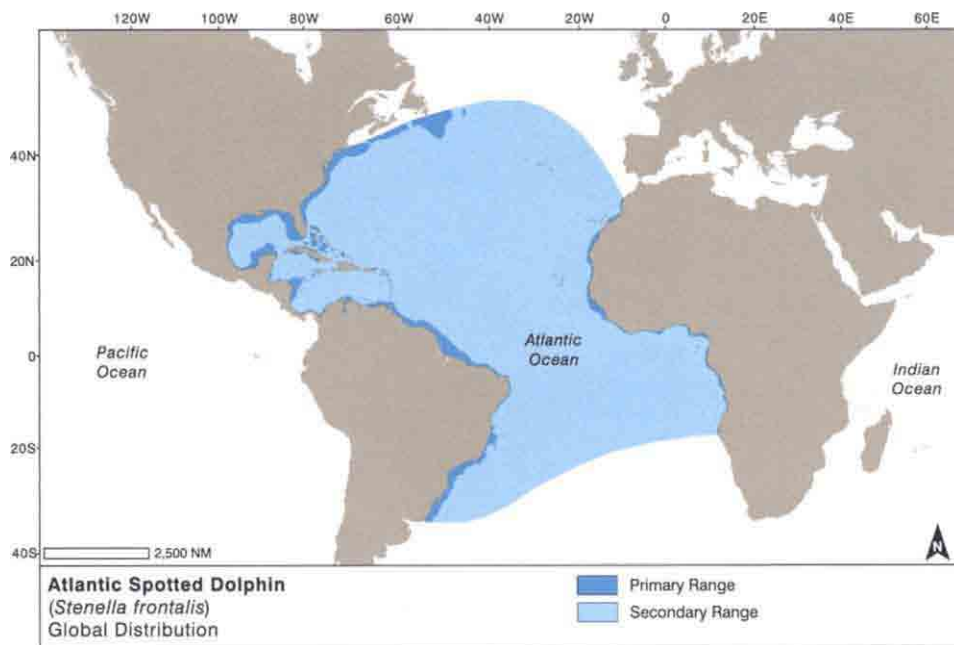 120W 100W 80W 60W 40W 20W 0 20E 40E 60E
40N
20N
0
20S
40S
Pacific
Ocean
Atlantic
Ocean
Indian
Ocean
2,500 NM
N
Atlantic Spotted Dolphin
(Stenella frontalis)
Global Distribution
Primary Range
Secondary Range